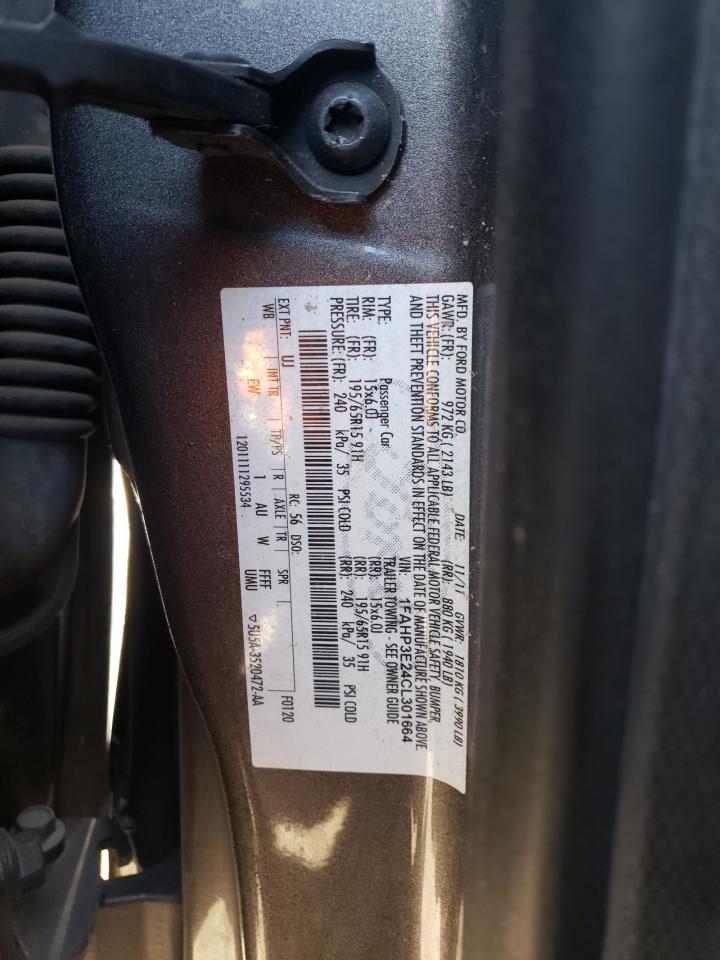 MFD. BY FORD MOTOR CO. DATE: 11/11 GVWR: 1810 KG ( 3990 LB)
GAWR: (FR): 972 KG ( 2143 LB) (RR): 880 KG ( 1940 LB)
THIS VEHICLE CONFORMS TO ALL APPLICABLE FEDERAL MOTOR VEHICLE SAFETY, BUMPER,
AND THEFT PREVENTION STANDARDS IN EFFECT ON THE DATE OF MANUFACTURE SHOWN ABOVE.
VIN: 1FAHP3E24CL301664
TYPE: Passenger Car TRAILER TOWING - SEE OWNER GUIDE
RIM: (FR): 15x6.0J (RR): 15x6.0J
TIRE: (FR): 195/65R15 91H (RR): 195/65R15 91H
PRESSURE: (FR): 240 kPa/ 35 PSI COLD (RR): 240 kPa/ 35 PSI COLD
EXT PNT: UJ RC: 56 DSO: F0120
WB INT TR TP/PS R AXLE TR SPR
EW 1 AU W FFFF 5U5A-3520472-AA
UMU
1201111295534